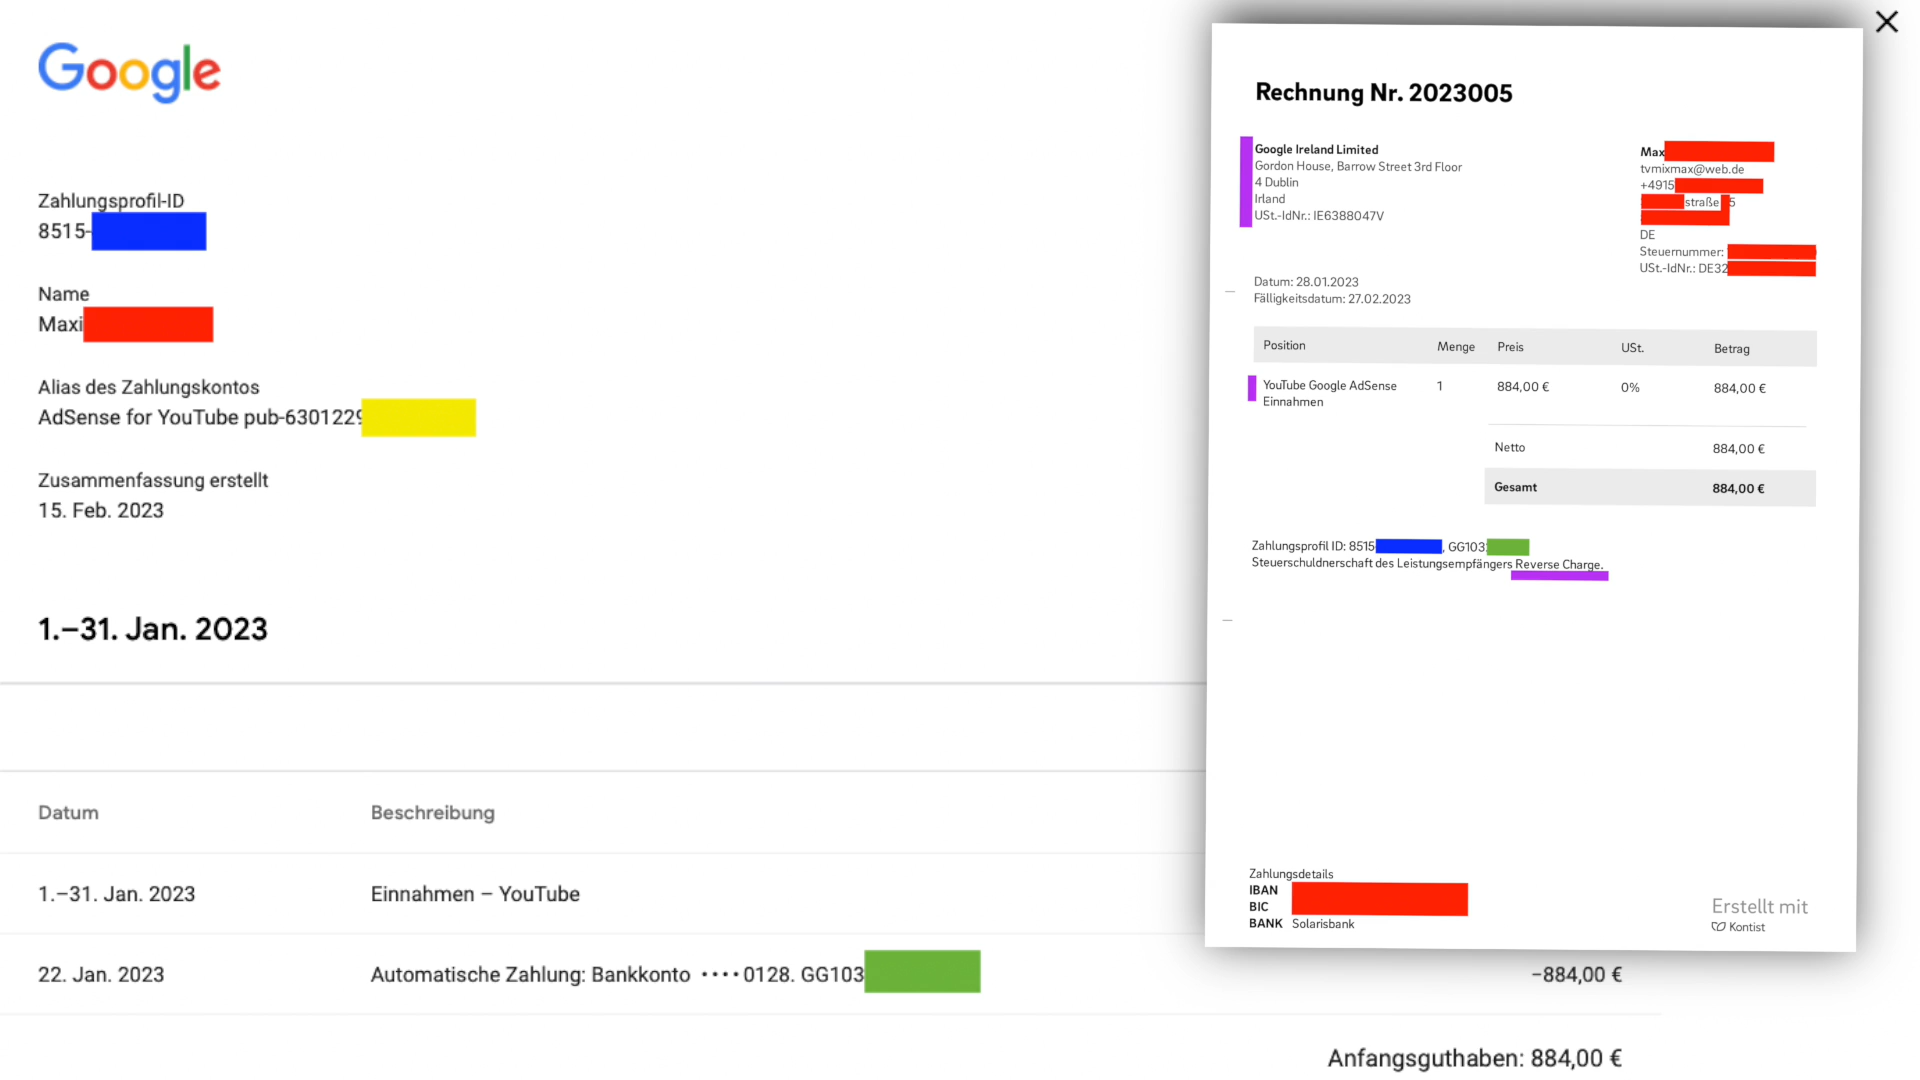 Google
Zahlungsprofil-ID
8515-
Name
Maxi
Alias des Zahlungskontos
AdSense for YouTube pub-6301229
Zusammenfassung erstellt
15. Feb. 2023
1.–31. Jan. 2023
Datum Beschreibung
1.–31. Jan. 2023 Einnahmen – YouTube
22. Jan. 2023 Automatische Zahlung: Bankkonto ••••0128. GG103 −884,00 €
Anfangsguthaben: 884,00 €
Rechnung Nr. 2023005
Google Ireland Limited
Gordon House, Barrow Street 3rd Floor
4 Dublin
Irland
USt.-IdNr.: IE6388047V
Max
tvmixmax@web.de
+4915
straße 5
DE
Steuernummer:
USt.-IdNr.: DE32
Datum: 28.01.2023
Fälligkeitsdatum: 27.02.2023
Position Menge Preis USt. Betrag
YouTube Google AdSense 1 884,00 € 0% 884,00 €
Einnahmen
Netto 884,00 €
Gesamt 884,00 €
Zahlungsprofil ID: 8515 , GG103
Steuerschuldnerschaft des Leistungsempfängers Reverse Charge.
Zahlungsdetails
IBAN
BIC
BANK Solarisbank
Erstellt mit
Kontist